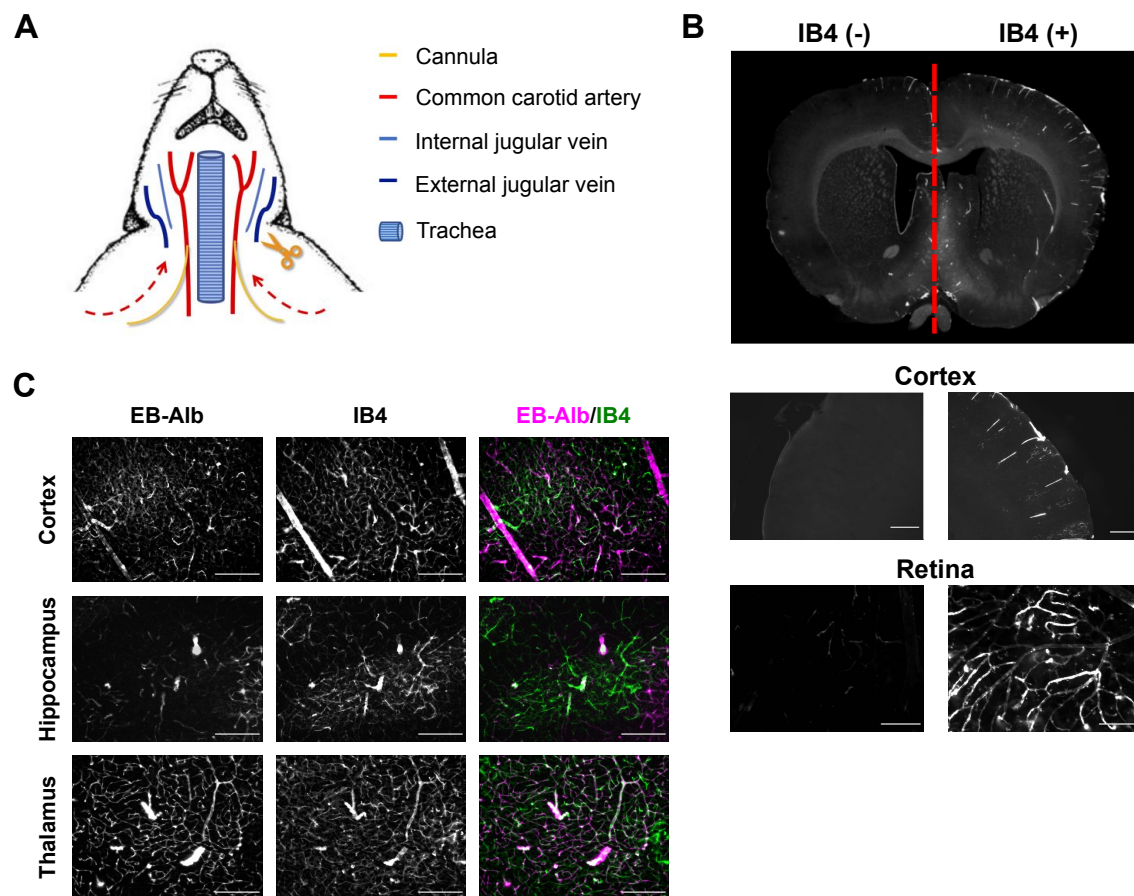 A
Cannula
Common carotid artery
Internal jugular vein
External jugular vein
Trachea
B
IB4 (-) IB4 (+)
Cortex
Retina
C
EB-Alb IB4 EB-Alb/IB4
Cortex
Hippocampus
Thalamus